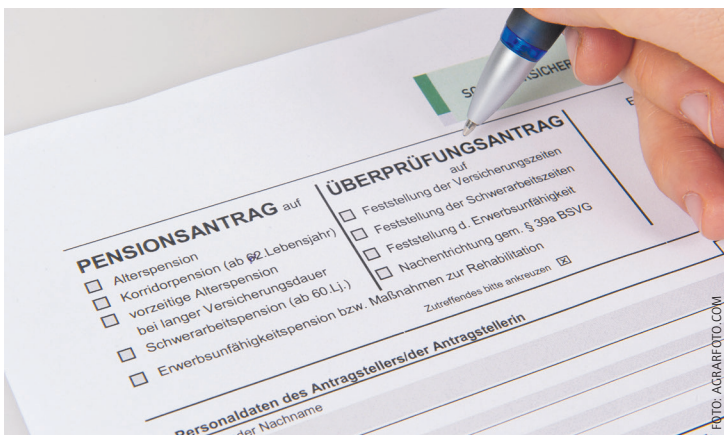 PENSIONSANTRAG auf
Alterspension
Korridorpension (ab 62.Lebensjahr)
vorzeitige Alterspension
bei langer Versicherungsdauer
Schwerarbeitspension (ab 60.Lj.)
Erwerbsunfähigkeitspension bzw. Maßnahmen zur Rehabilitation
ÜBERPRÜFUNGSANTRAG
auf
Feststellung der Versicherungszeiten
Feststellung der Schwerarbeitszeiten
Feststellung d. Erwerbsunfähigkeit
Nachentrichtung gem. § 39a BSVG
Zutreffendes bitte ankreuzen ☒
Personaldaten des Antragstellers/der Antragstellerin
der Nachname
FOTO: AGRARFOTO.COM